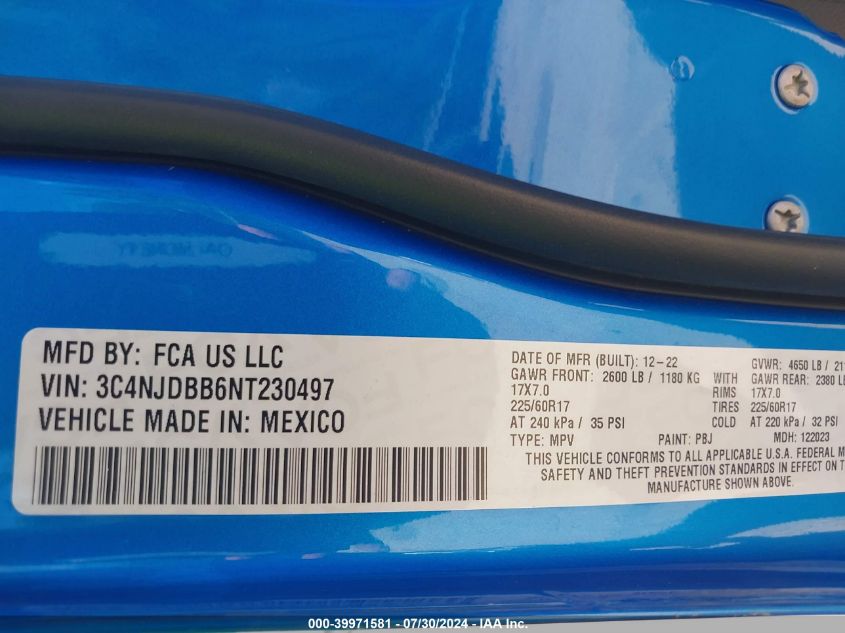 MFD BY: FCA US LLC
VIN: 3C4NJDBB6NT230497
VEHICLE MADE IN: MEXICO
DATE OF MFR (BUILT): 12-22 GVWR: 4650 LB / 21
GAWR FRONT: 2600 LB / 1180 KG WITH GAWR REAR: 2380 LB
17X7.0 RIMS 17X7.0
225/60R17 TIRES 225/60R17
AT 240 kPa / 35 PSI COLD AT 220 kPa / 32 PSI
TYPE: MPV PAINT: PBJ MDH: 122023
THIS VEHICLE CONFORMS TO ALL APPLICABLE U.S.A. FEDERAL M
SAFETY AND THEFT PREVENTION STANDARDS IN EFFECT ON T
MANUFACTURE SHOWN ABOVE.
000-39971581 - 07/30/2024 - IAA Inc.